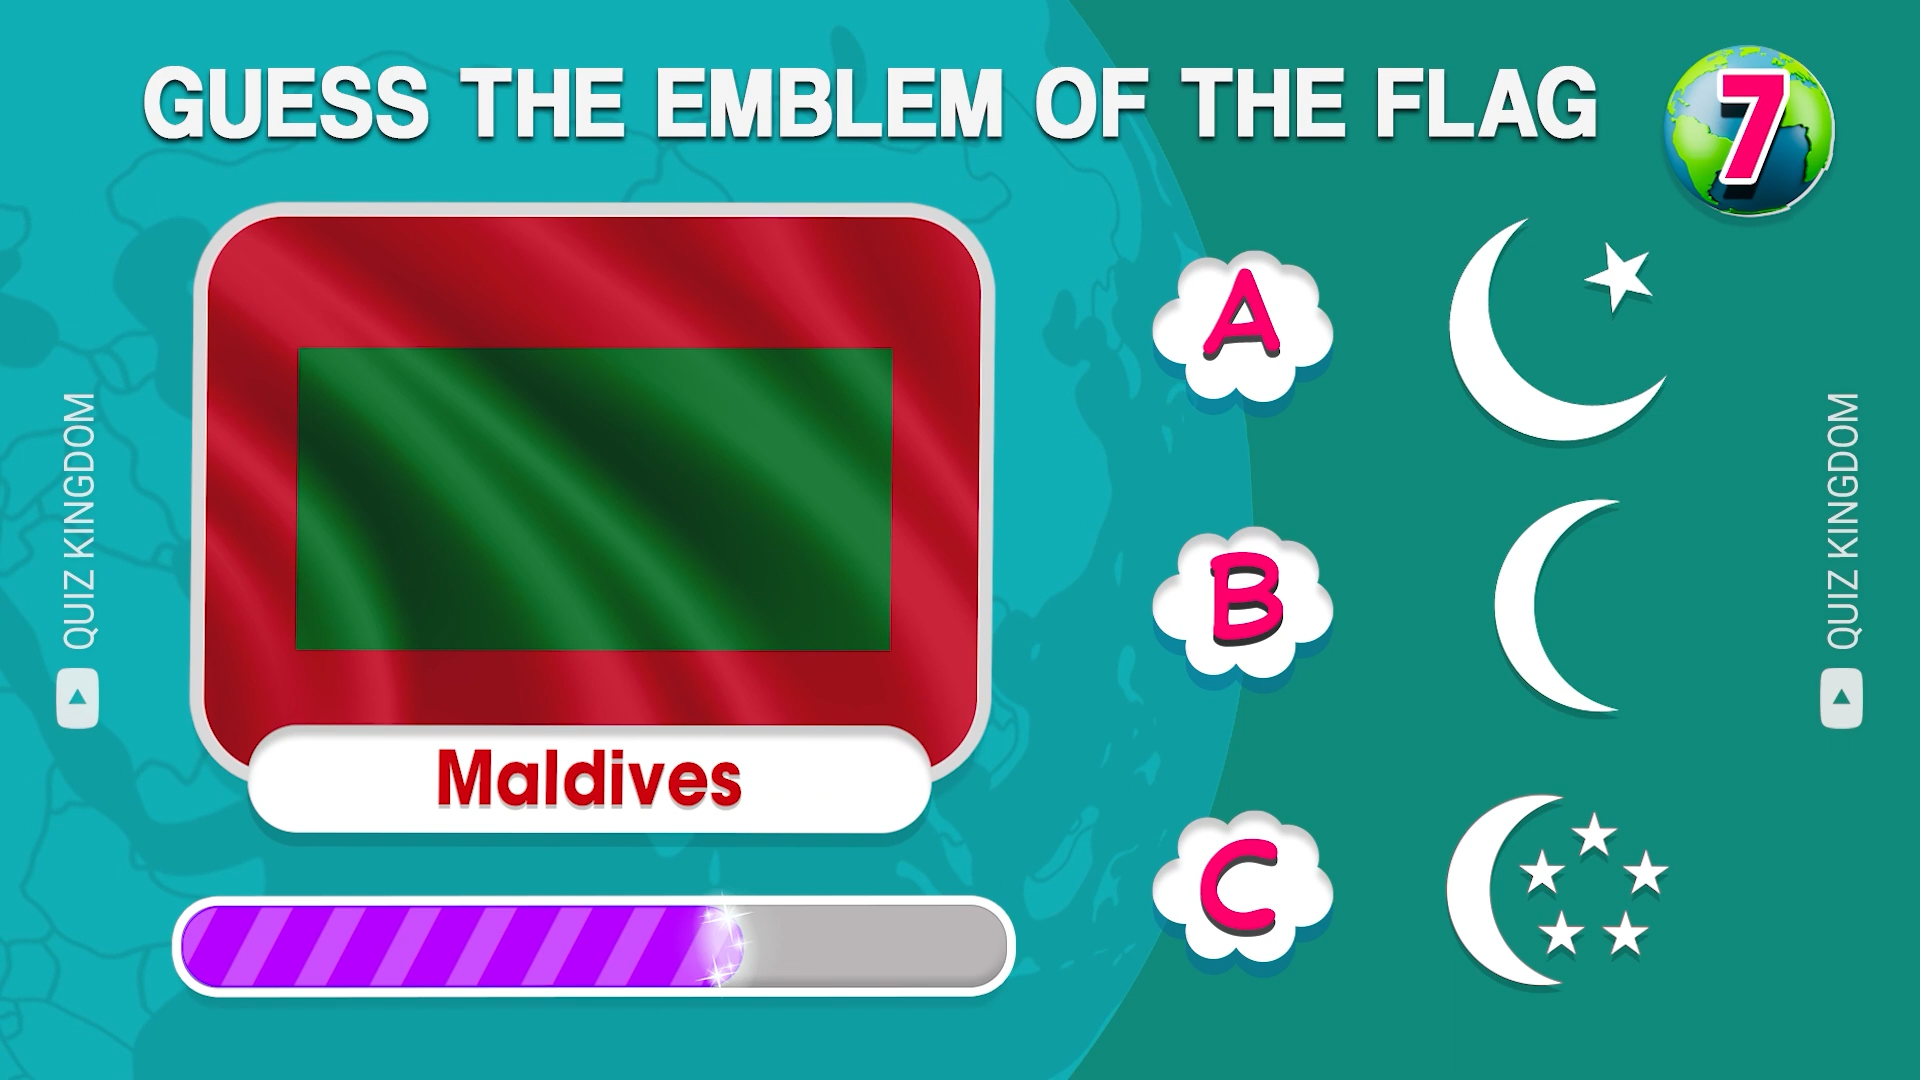 GUESS THE EMBLEM OF THE FLAG
7
A
B
C
Maldives
QUIZ KINGDOM
QUIZ KINGDOM